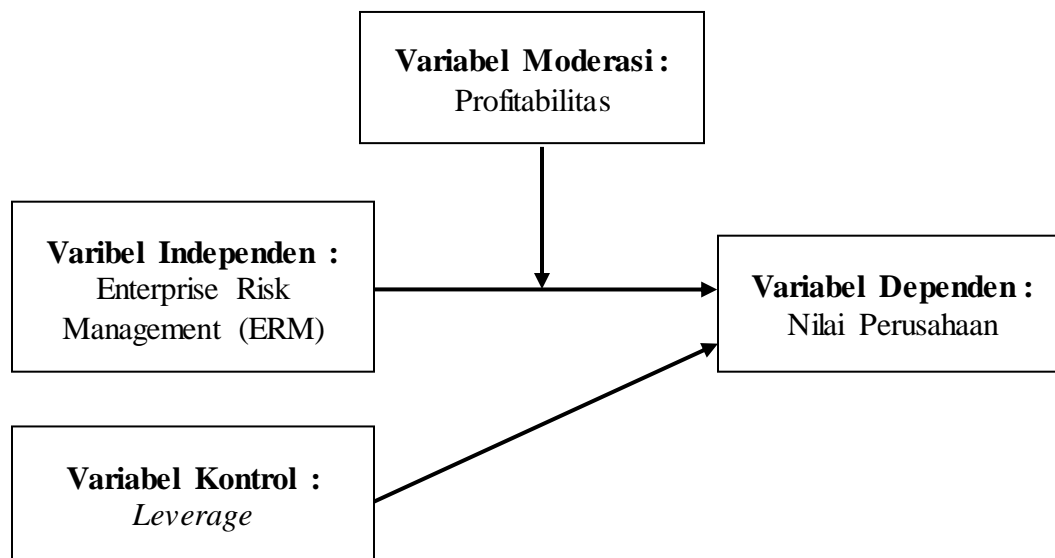 Variabel Moderasi :
Profitabilitas
Varibel Independen :
Enterprise Risk
Management (ERM)
Variabel Dependen :
Nilai Perusahaan
Variabel Kontrol :
Leverage